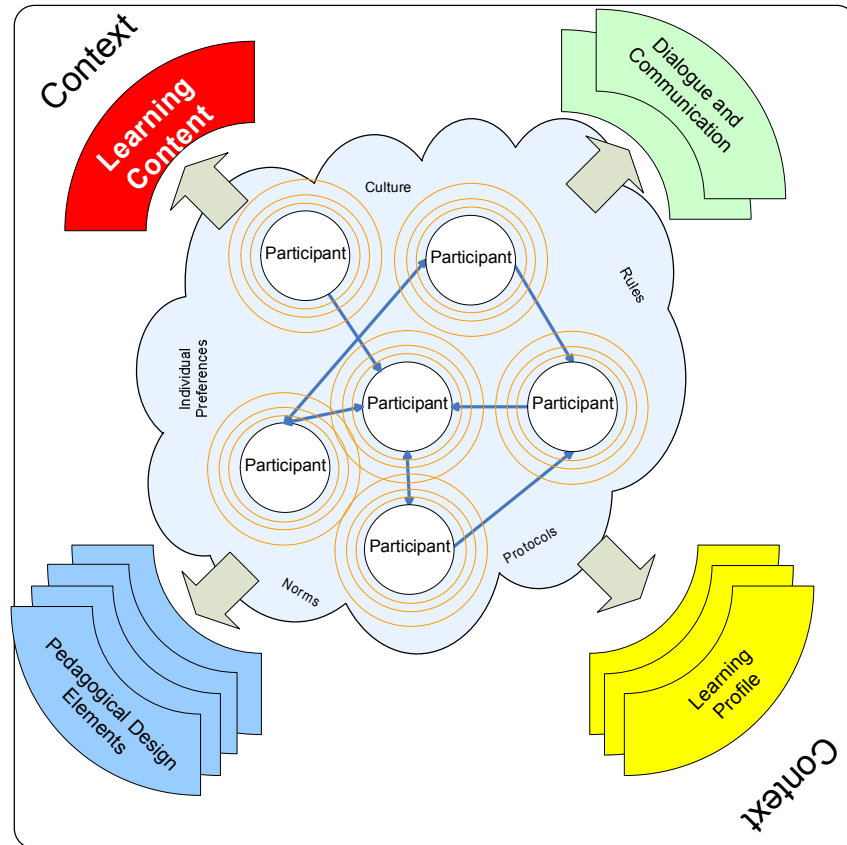 Context
Learning
Content
Dialogue and
Communication
Culture
Participant
Participant
Rules
Individual
Preferences
Participant
Participant
Participant
Participant
Protocols
Norms
Pedagogical Design
Elements
Learning
Profile
Context